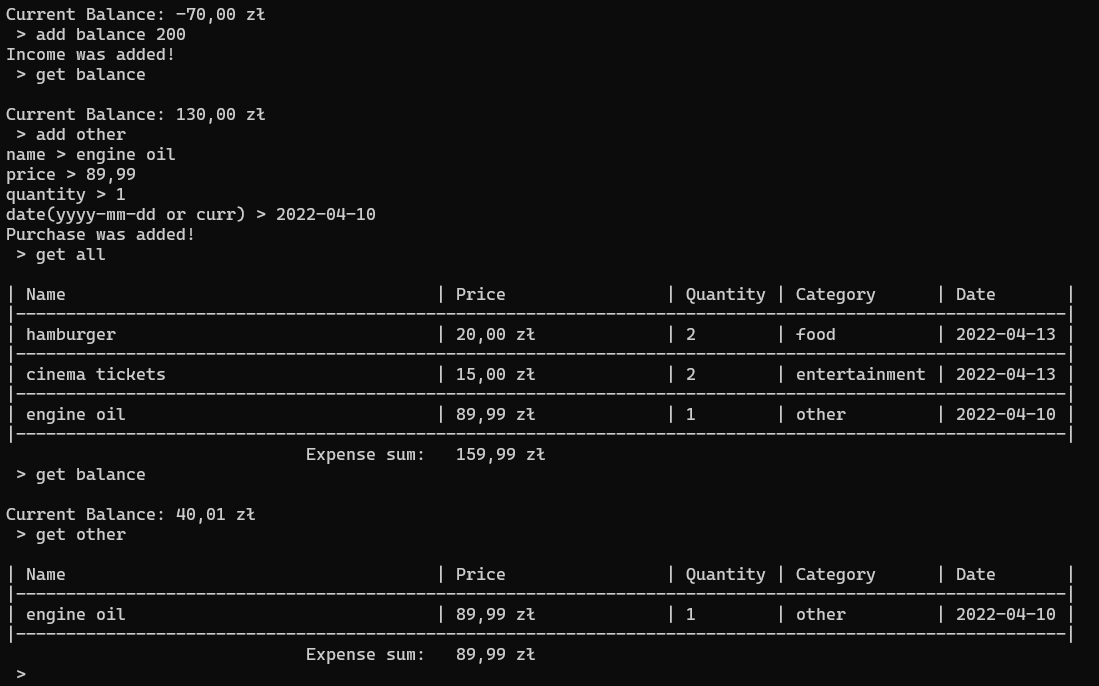 Current Balance: -70,00 zł
 > add balance 200
Income was added!
 > get balance

Current Balance: 130,00 zł
 > add other
name > engine oil
price > 89,99
quantity > 1
date(yyyy-mm-dd or curr) > 2022-04-10
Purchase was added!
 > get all

| Name                                     | Price                | Quantity | Category      | Date       |
|---------------------------------------------------------------------------------------------------------|
| hamburger                                | 20,00 zł             | 2        | food          | 2022-04-13 |
|---------------------------------------------------------------------------------------------------------|
| cinema tickets                           | 15,00 zł             | 2        | entertainment | 2022-04-13 |
|---------------------------------------------------------------------------------------------------------|
| engine oil                               | 89,99 zł             | 1        | other         | 2022-04-10 |
|---------------------------------------------------------------------------------------------------------|
                              Expense sum:   159,99 zł
 > get balance

Current Balance: 40,01 zł
 > get other

| Name                                     | Price                | Quantity | Category      | Date       |
|---------------------------------------------------------------------------------------------------------|
| engine oil                               | 89,99 zł             | 1        | other         | 2022-04-10 |
|---------------------------------------------------------------------------------------------------------|
                              Expense sum:   89,99 zł
 >